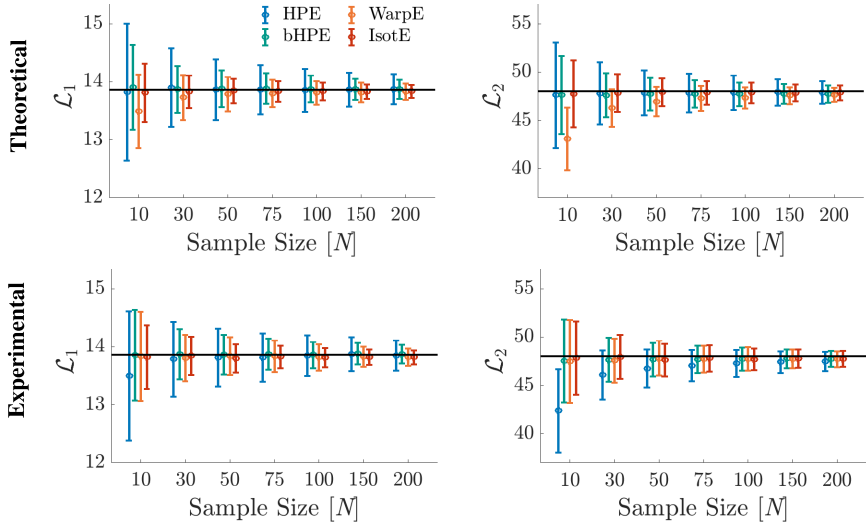 HPE WarpE
bHPE IsotE
Theoretical
ℒ₁
15
14
13
12
10 30 50 75 100 150 200
Sample Size [N]
ℒ₂
55
50
45
40
10 30 50 75 100 150 200
Sample Size [N]
Experimental
ℒ₁
15
14
13
12
10 30 50 75 100 150 200
Sample Size [N]
ℒ₂
55
50
45
40
10 30 50 75 100 150 200
Sample Size [N]